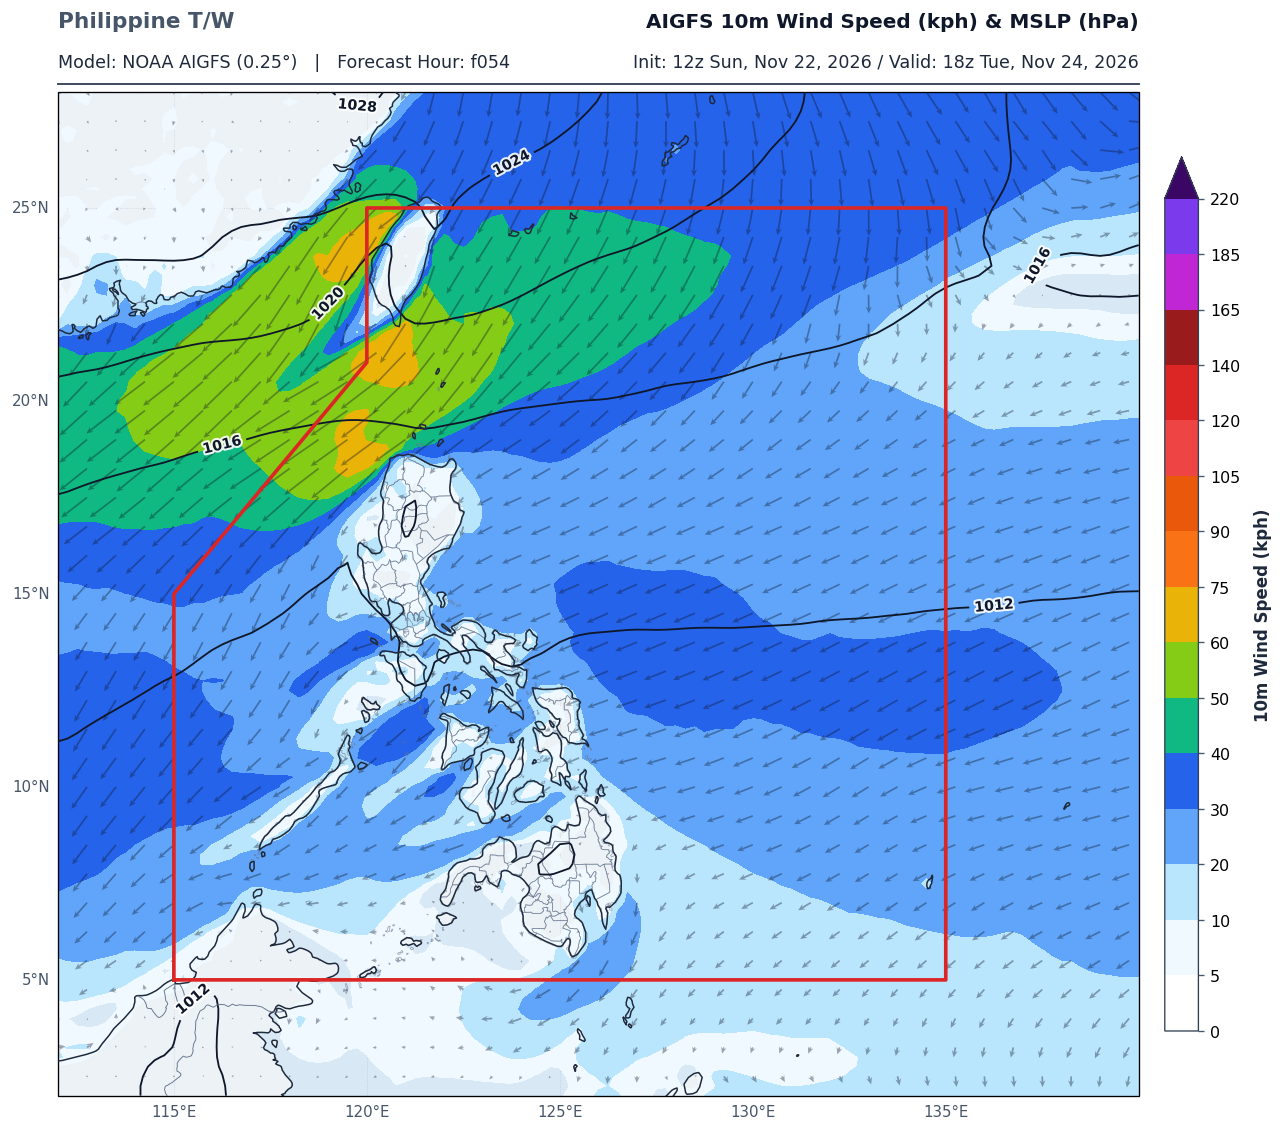 Philippine T/W
AIGFS 10m Wind Speed (kph) & MSLP (hPa)
Model: NOAA AIGFS (0.25°) | Forecast Hour: f054
Init: 12z Sun, Nov 22, 2026 / Valid: 18z Tue, Nov 24, 2026
1028
1024
1020
1016
1016
1012
1012
25°N
20°N
15°N
10°N
5°N
115°E
120°E
125°E
130°E
135°E
220
185
165
140
120
105
90
75
60
50
40
30
20
10
5
0
10m Wind Speed (kph)